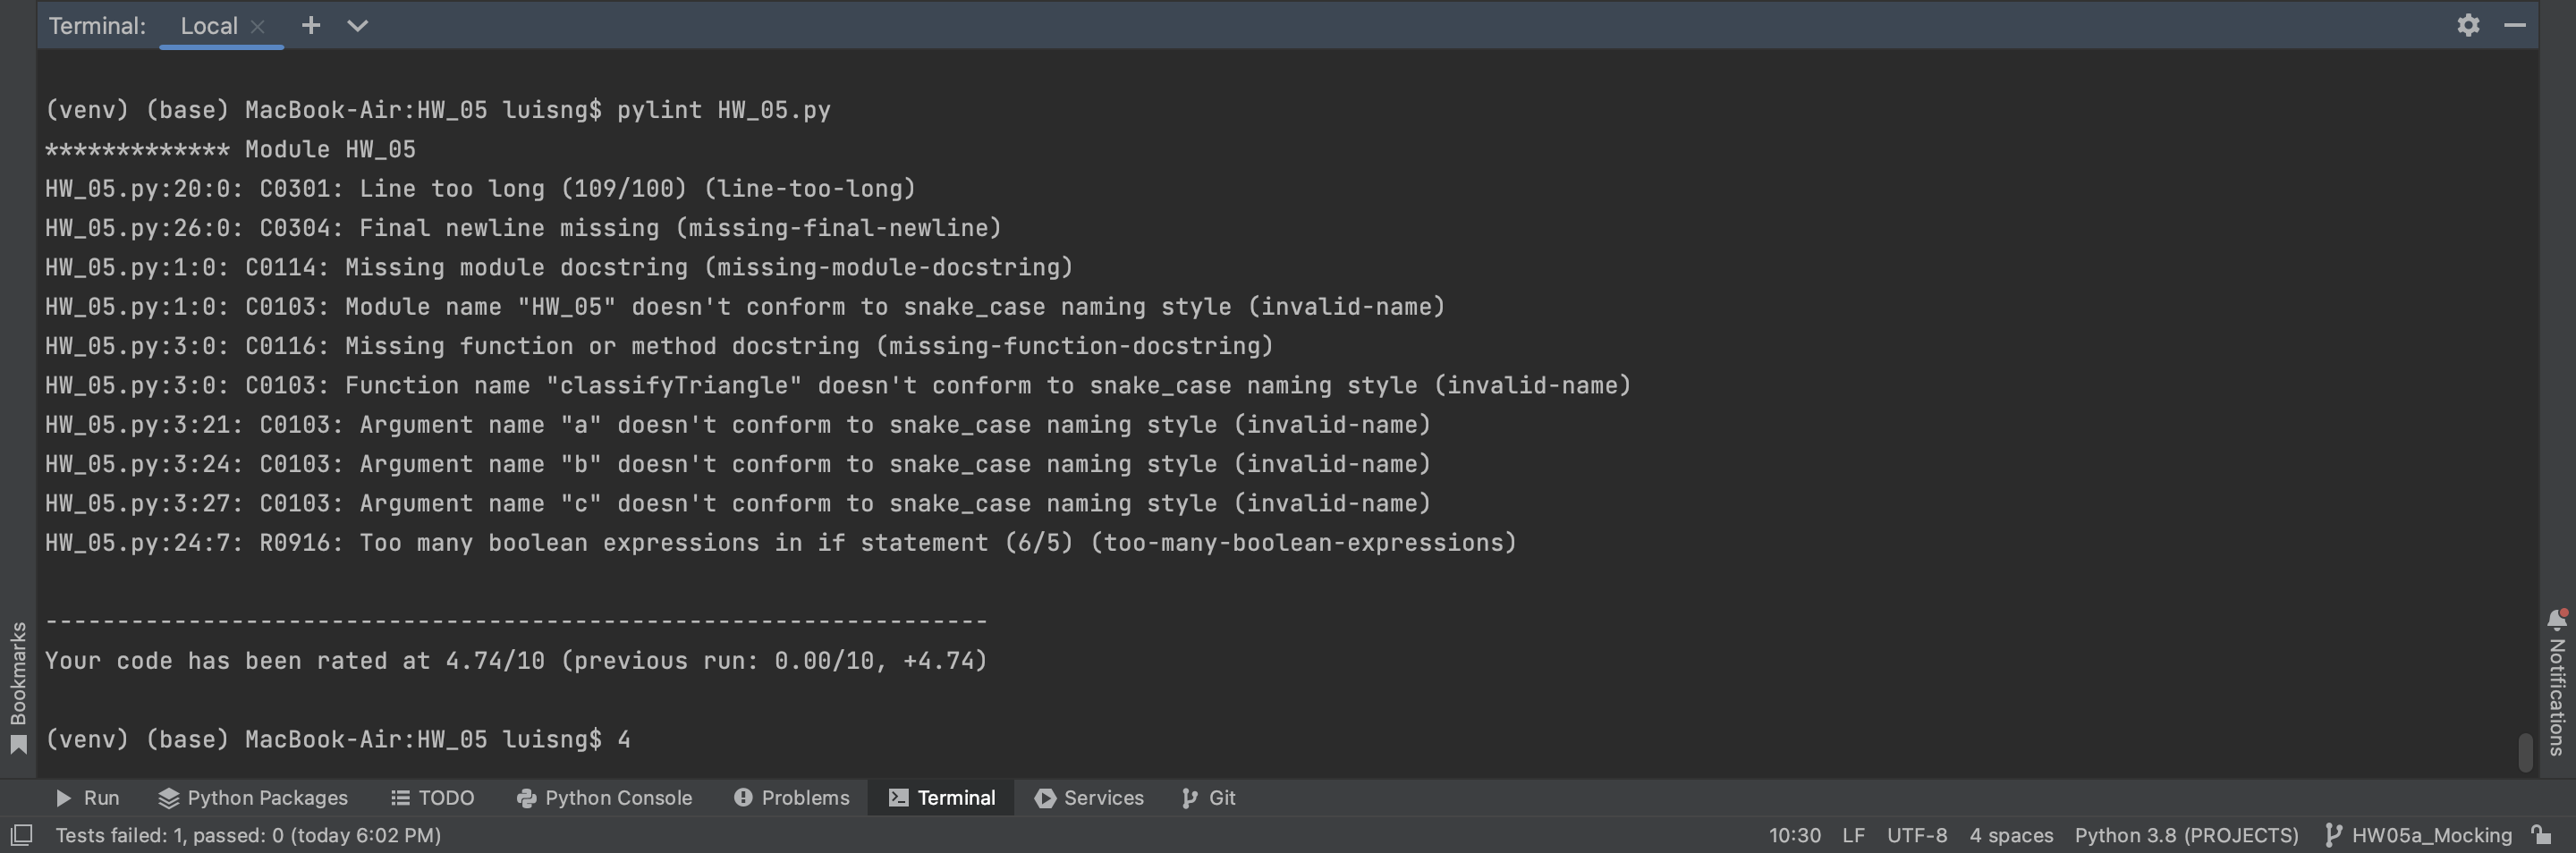 Terminal: Local
(venv) (base) MacBook-Air:HW_05 luisng$ pylint HW_05.py
************* Module HW_05
HW_05.py:20:0: C0301: Line too long (109/100) (line-too-long)
HW_05.py:26:0: C0304: Final newline missing (missing-final-newline)
HW_05.py:1:0: C0114: Missing module docstring (missing-module-docstring)
HW_05.py:1:0: C0103: Module name "HW_05" doesn't conform to snake_case naming style (invalid-name)
HW_05.py:3:0: C0116: Missing function or method docstring (missing-function-docstring)
HW_05.py:3:0: C0103: Function name "classifyTriangle" doesn't conform to snake_case naming style (invalid-name)
HW_05.py:3:21: C0103: Argument name "a" doesn't conform to snake_case naming style (invalid-name)
HW_05.py:3:24: C0103: Argument name "b" doesn't conform to snake_case naming style (invalid-name)
HW_05.py:3:27: C0103: Argument name "c" doesn't conform to snake_case naming style (invalid-name)
HW_05.py:24:7: R0916: Too many boolean expressions in if statement (6/5) (too-many-boolean-expressions)
------------------------------------------------------------------
Your code has been rated at 4.74/10 (previous run: 0.00/10, +4.74)
(venv) (base) MacBook-Air:HW_05 luisng$ 4
Bookmarks
Notifications
Run Python Packages TODO Python Console Problems Terminal Services Git
Tests failed: 1, passed: 0 (today 6:02 PM) 10:30 LF UTF-8 4 spaces Python 3.8 (PROJECTS) HW05a_Mocking